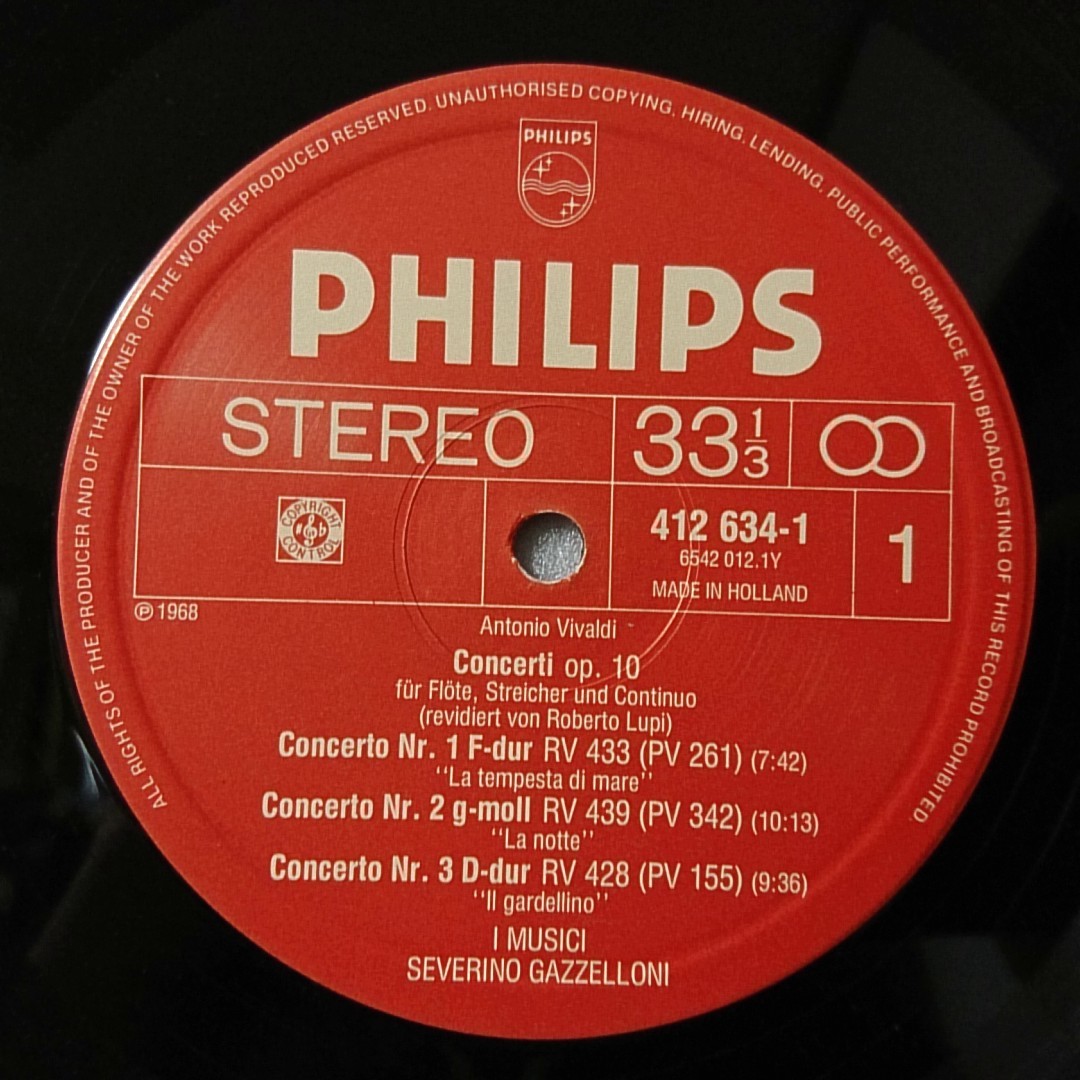 ALL RIGHTS OF THE PRODUCER AND OF THE OWNER OF THE WORK REPRODUCED RESERVED. UNAUTHORISED COPYING, HIRING, LENDING, PUBLIC PERFORMANCE AND BROADCASTING OF THIS RECORD PROHIBITED.
PHILIPS
PHILIPS
STEREO
33 1/3
COPYRIGHT
CONTROL
412 634-1
6542 012.1Y
MADE IN HOLLAND
1
℗ 1968
Antonio Vivaldi
Concerti op. 10
für Flöte, Streicher und Continuo
(revidiert von Roberto Lupi)
Concerto Nr. 1 F-dur RV 433 (PV 261) (7:42)
''La tempesta di mare''
Concerto Nr. 2 g-moll RV 439 (PV 342) (10:13)
''La notte''
Concerto Nr. 3 D-dur RV 428 (PV 155) (9:36)
''Il gardellino''
I MUSICI
SEVERINO GAZZELLONI